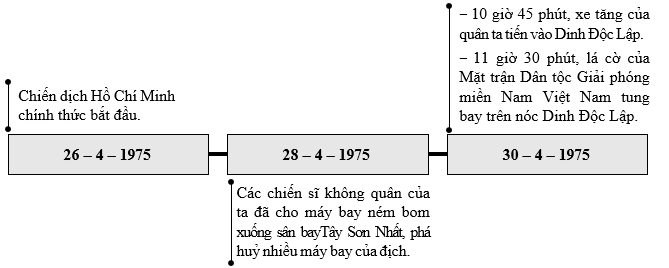 – 10 giờ 45 phút, xe tăng của
quân ta tiến vào Dinh Độc Lập.
– 11 giờ 30 phút, lá cờ của
Mặt trận Dân tộc Giải phóng
miền Nam Việt Nam tung
bay trên nóc Dinh Độc Lập.
Chiến dịch Hồ Chí Minh
chính thức bắt đầu.
26 – 4 – 1975
28 – 4 – 1975
30 – 4 – 1975
Các chiến sĩ không quân của
ta đã cho máy bay ném bom
xuống sân bayTây Sơn Nhất, phá
huỷ nhiều máy bay của địch.